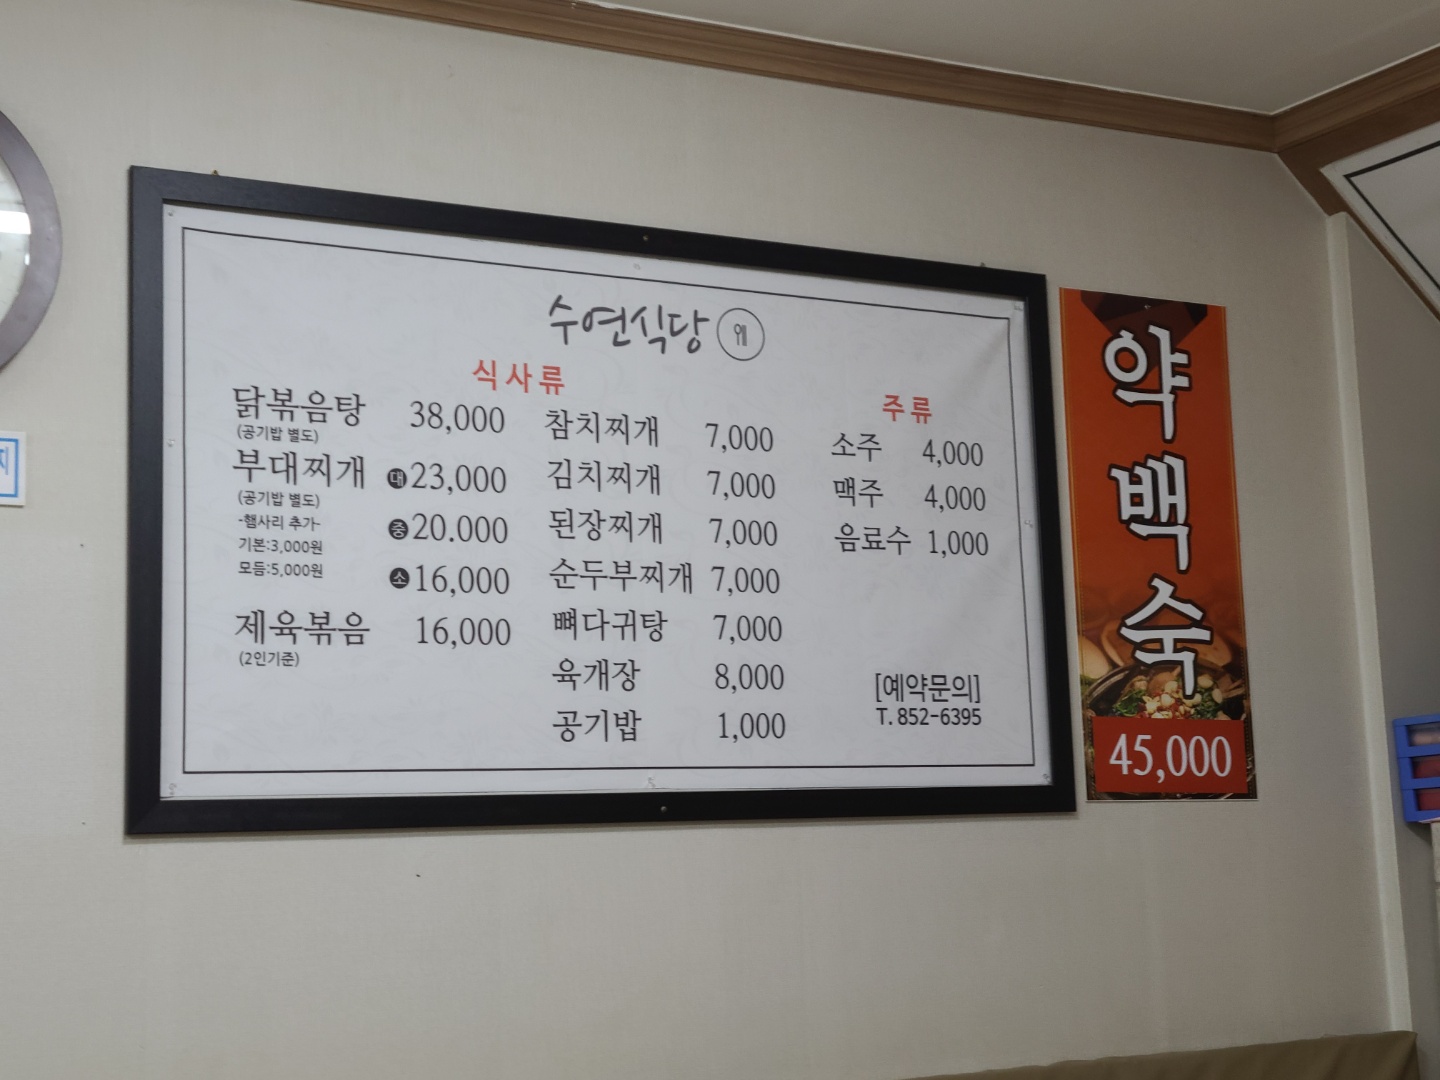 수연식당
식사류
닭볶음탕 38,000
(공기밥 별도)
부대찌개 대 23,000
(공기밥 별도)
-햄사리 추가-
중 20.000
기본:3,000원
모듬:5,000원
소 16,000
제육볶음 16,000
(2인기준)
참치찌개 7,000
김치찌개 7,000
된장찌개 7,000
순두부찌개 7,000
뼈다귀탕 7,000
육개장 8,000
공기밥 1,000
주류
소주 4,000
맥주 4,000
음료수 1,000
[예약문의]
T. 852-6395
약백숙
45,000